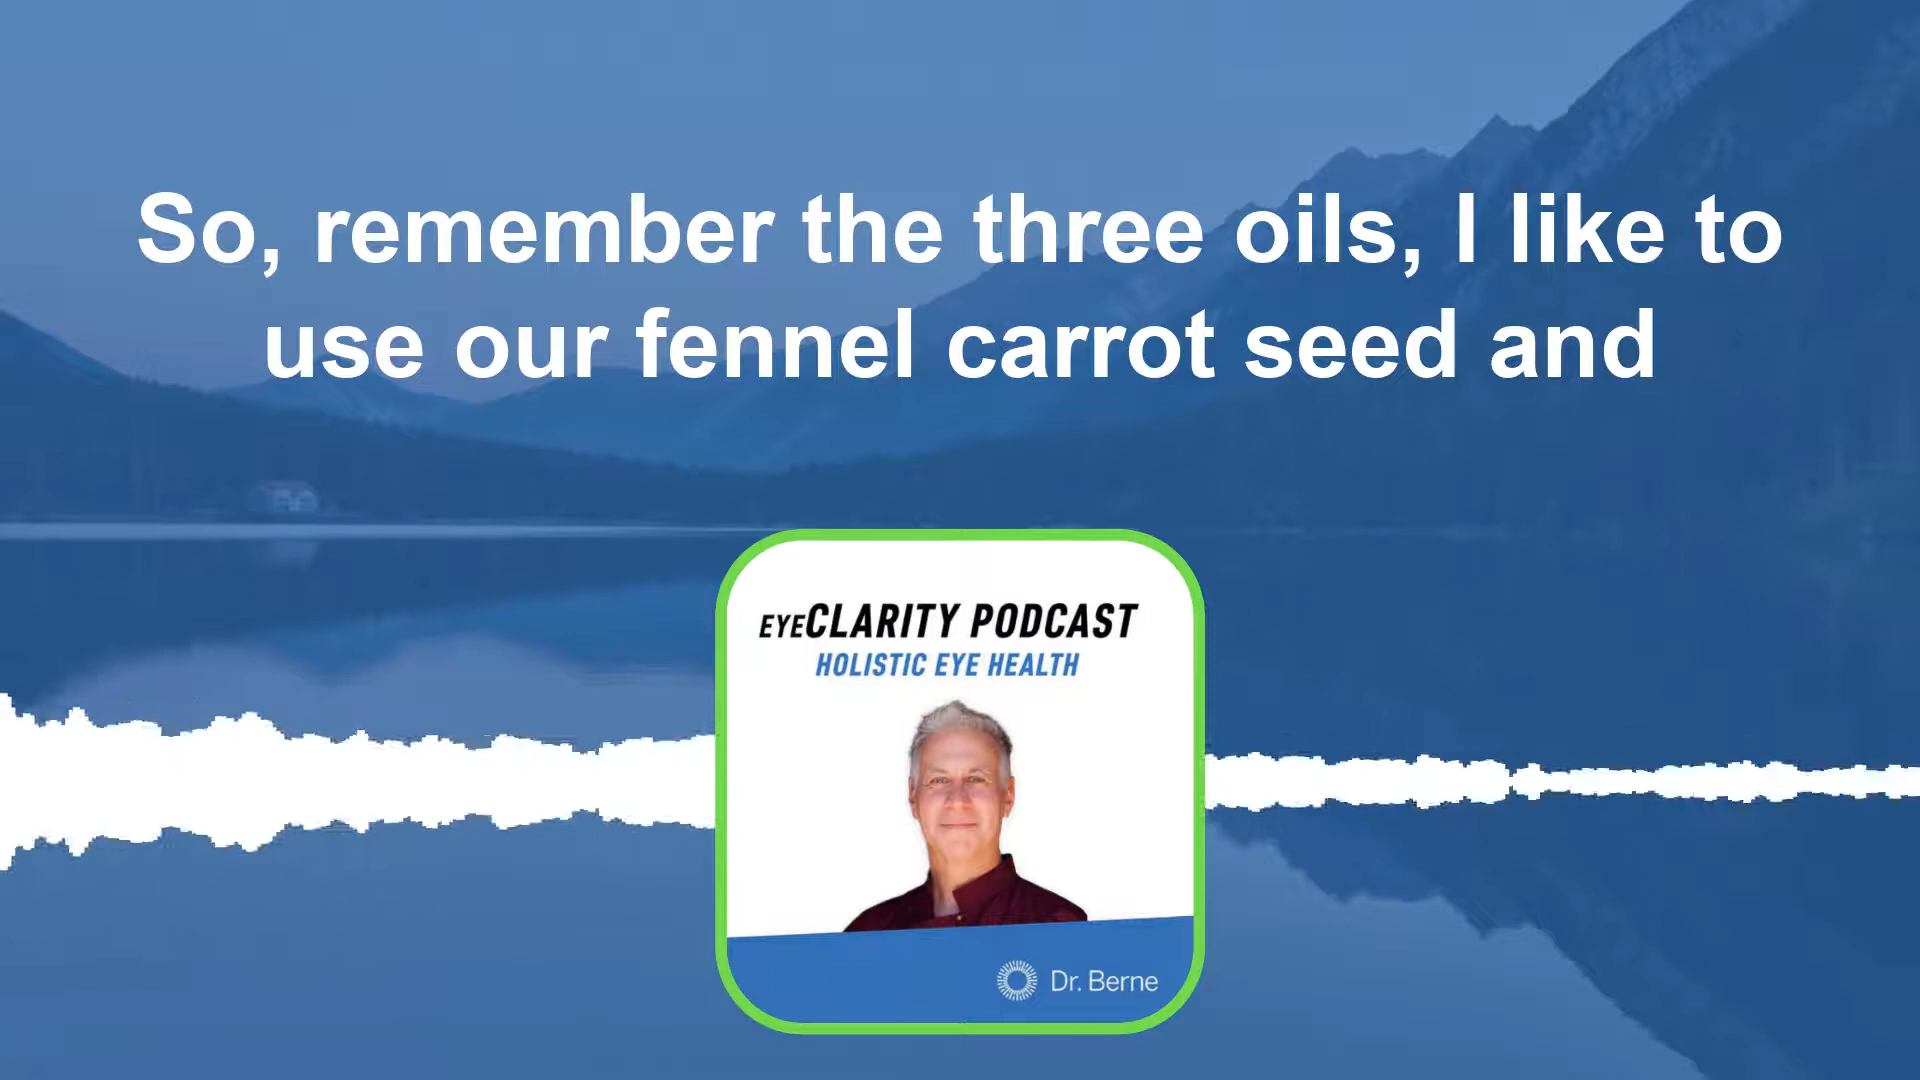 So, remember the three oils, I like to
use our fennel carrot seed and
EYECLARITY PODCAST
HOLISTIC EYE HEALTH
Dr. Berne